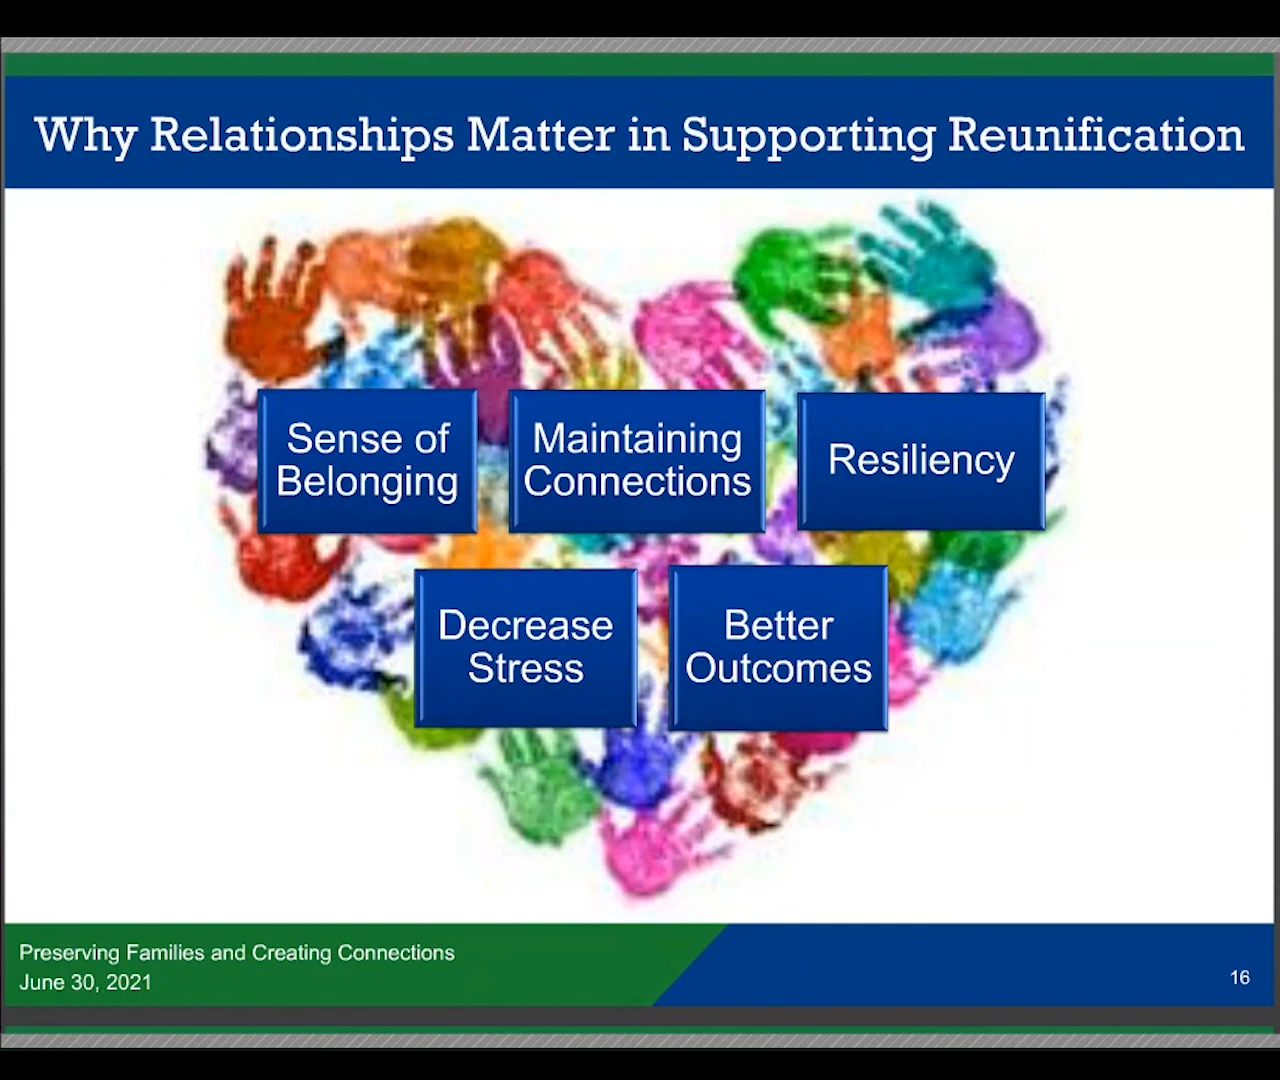 Why Relationships Matter in Supporting Reunification
Sense of
Belonging
Maintaining
Connections
Resiliency
Decrease
Stress
Better
Outcomes
Preserving Families and Creating Connections
June 30, 2021
16